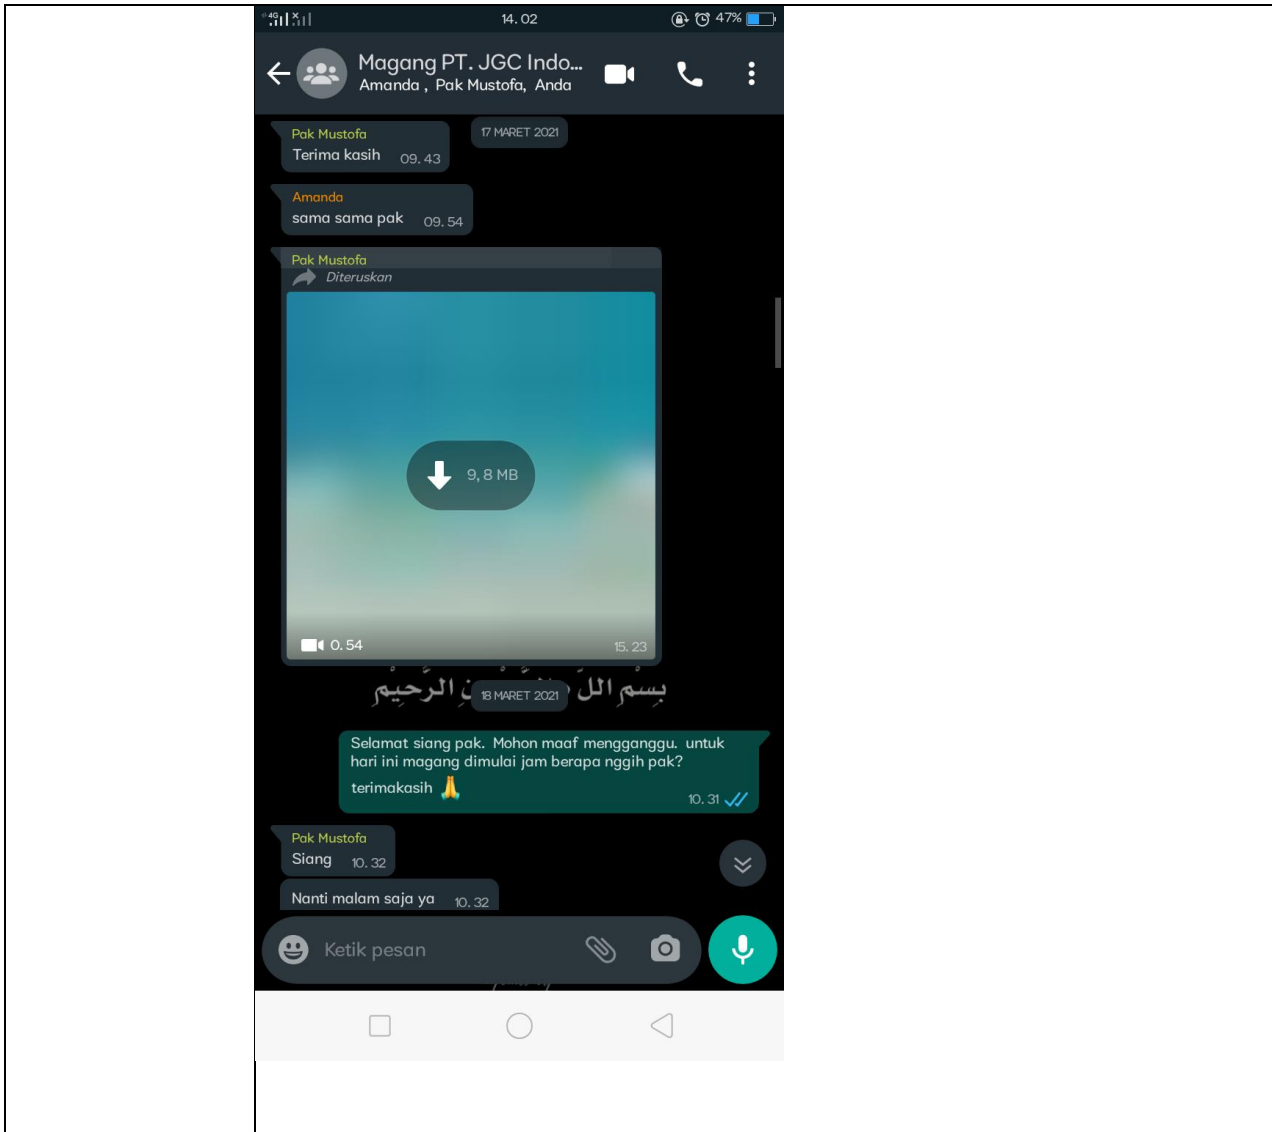 4G 14.02 47%
Magang PT. JGC Indo...
Amanda , Pak Mustofa, Anda
17 MARET 2021
Pak Mustofa
Terima kasih 09.43
Amanda
sama sama pak 09.54
Pak Mustofa
Diteruskan
9,8 MB
0.54 15.23
بِسْمِ اللّ نِ الرَّحِيْمِ
18 MARET 2021
Selamat siang pak. Mohon maaf mengganggu. untuk
hari ini magang dimulai jam berapa nggih pak?
terimakasih 🙏
10.31
Pak Mustofa
Siang 10.32
Nanti malam saja ya 10.32
Ketik pesan